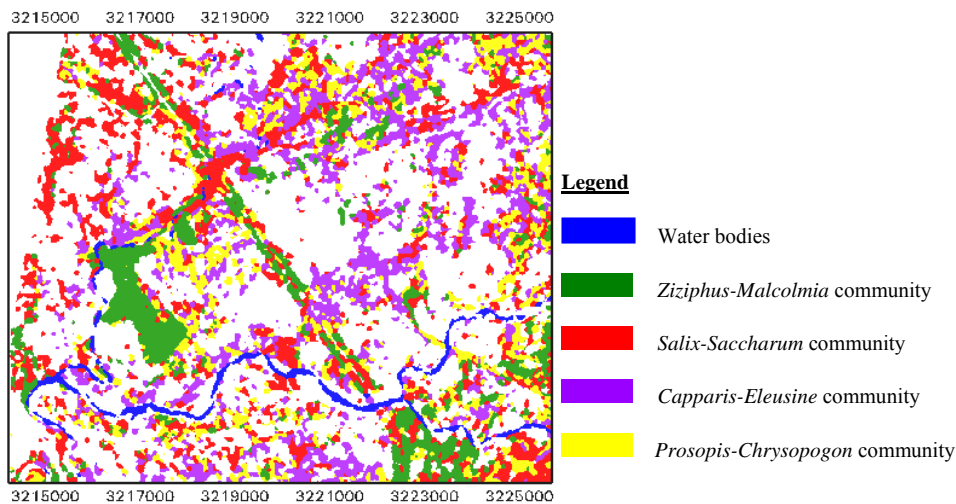 3215000 3217000 3219000 3221000 3223000 3225000
Legend
Water bodies
Ziziphus-Malcolmia community
Salix-Saccharum community
Capparis-Eleusine community
Prosopis-Chrysopogon community
3215000 3217000 3219000 3221000 3223000 3225000